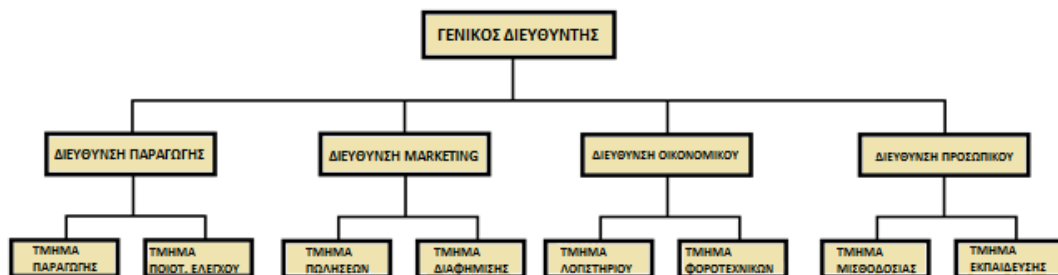 ΓΕΝΙΚΟΣ ΔΙΕΥΘΥΝΤΗΣ
ΔΙΕΥΘΥΝΣΗ ΠΑΡΑΓΩΓΗΣ
ΔΙΕΥΘΥΝΣΗ MARKETING
ΔΙΕΥΘΥΝΣΗ ΟΙΚΟΝΟΜΙΚΟΥ
ΔΙΕΥΘΥΝΣΗ ΠΡΟΣΩΠΙΚΟΥ
ΤΜΗΜΑ
ΠΑΡΑΓΩΓΗΣ
ΤΜΗΜΑ
ΠΟΙΟΤ. ΕΛΕΓΧΟΥ
ΤΜΗΜΑ
ΠΩΛΗΣΕΩΝ
ΤΜΗΜΑ
ΔΙΑΦΗΜΙΣΗΣ
ΤΜΗΜΑ
ΛΟΓΙΣΤΗΡΙΟΥ
ΤΜΗΜΑ
ΦΟΡΟΤΕΧΝΙΚΩΝ
ΤΜΗΜΑ
ΜΙΣΘΟΔΟΣΙΑΣ
ΤΜΗΜΑ
ΕΚΠΑΙΔΕΥΣΗΣ